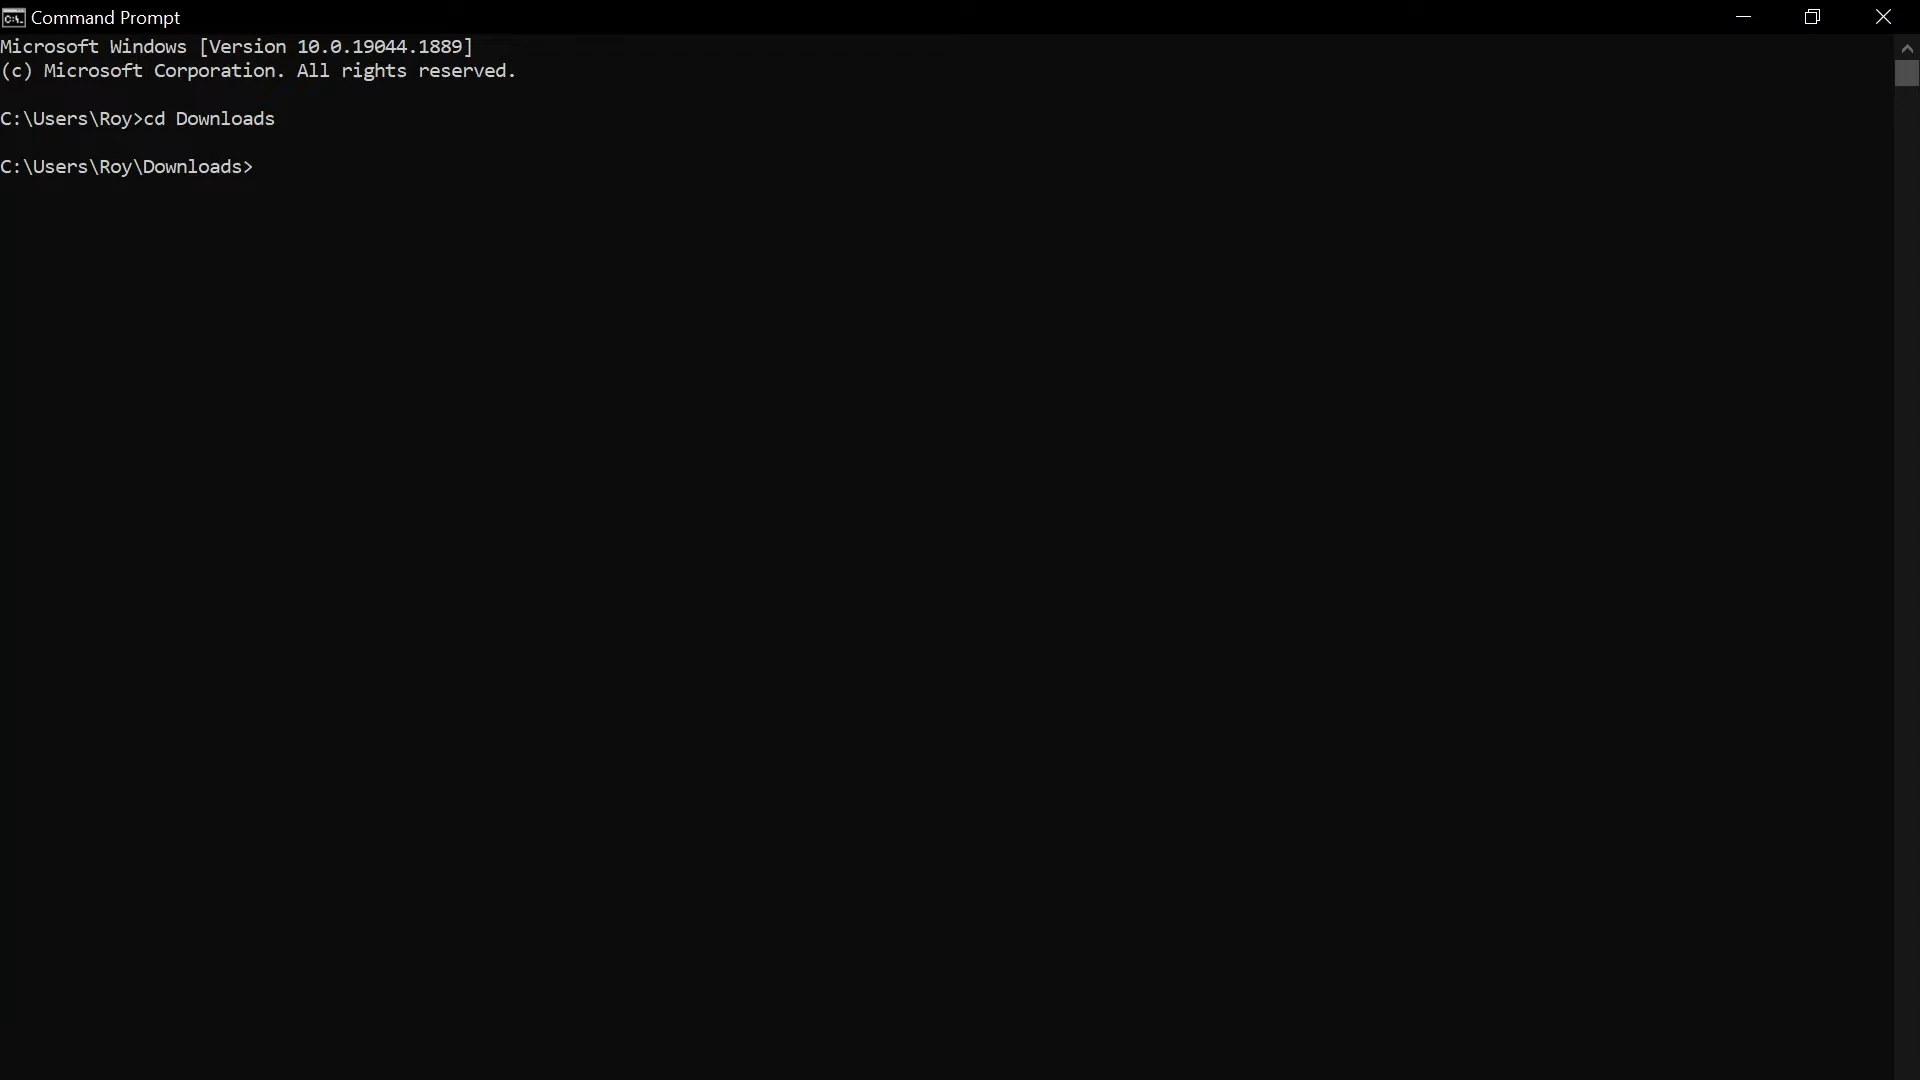 Command Prompt
Microsoft Windows [Version 10.0.19044.1889]
(c) Microsoft Corporation. All rights reserved.
C:\Users\Roy>cd Downloads
C:\Users\Roy\Downloads>